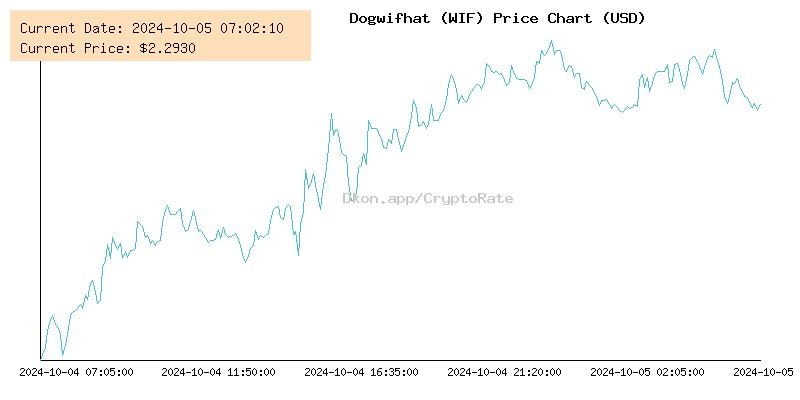 Dogwifhat (WIF) Price Chart (USD)
Current Date: 2024-10-05 07:02:10
Current Price: $2.2930
Dkon.app/CryptoRate
2024-10-04 07:05:00 2024-10-04 11:50:00 2024-10-04 16:35:00 2024-10-04 21:20:00 2024-10-05 02:05:00 2024-10-05